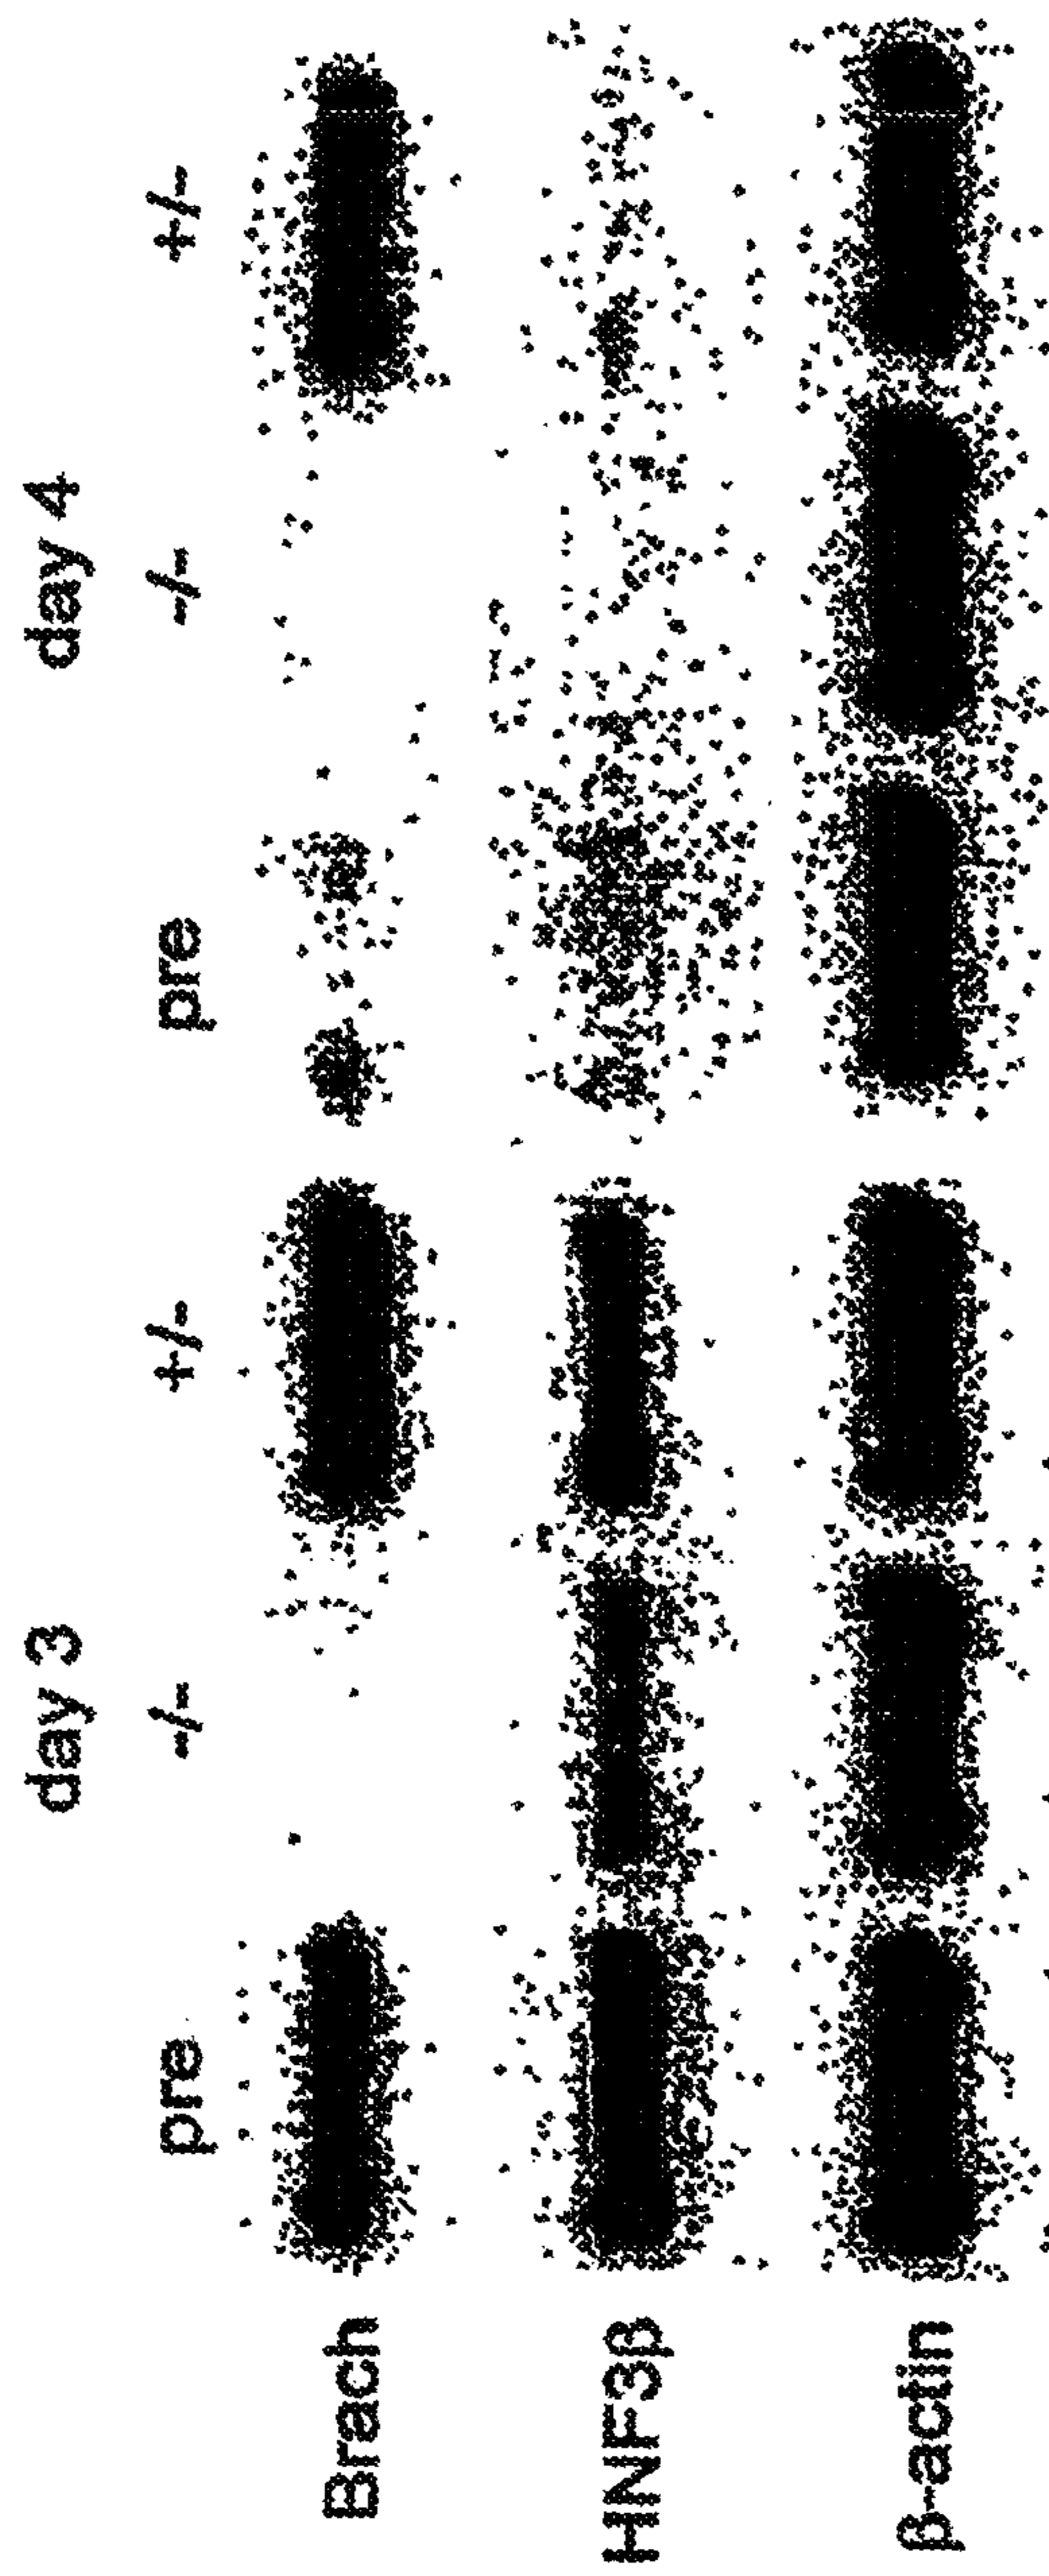 day 3 day 4
pre -/- +/- pre -/- +/-
Brach
HNF3β
β-actin